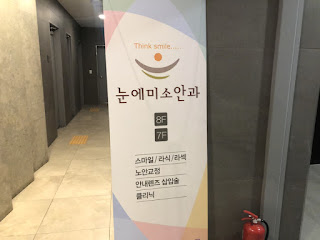 Think smile....
눈에미소안과
8F
7F
스마일/라식/라섹
노안교정
안내렌즈 삽입술
클리닉